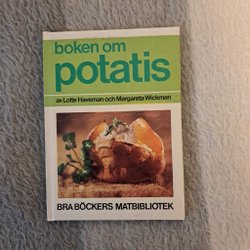 boken om
potatis
av Lotte Haveman och Margareta Wickman
BRA BÖCKERS MATBIBLIOTEK